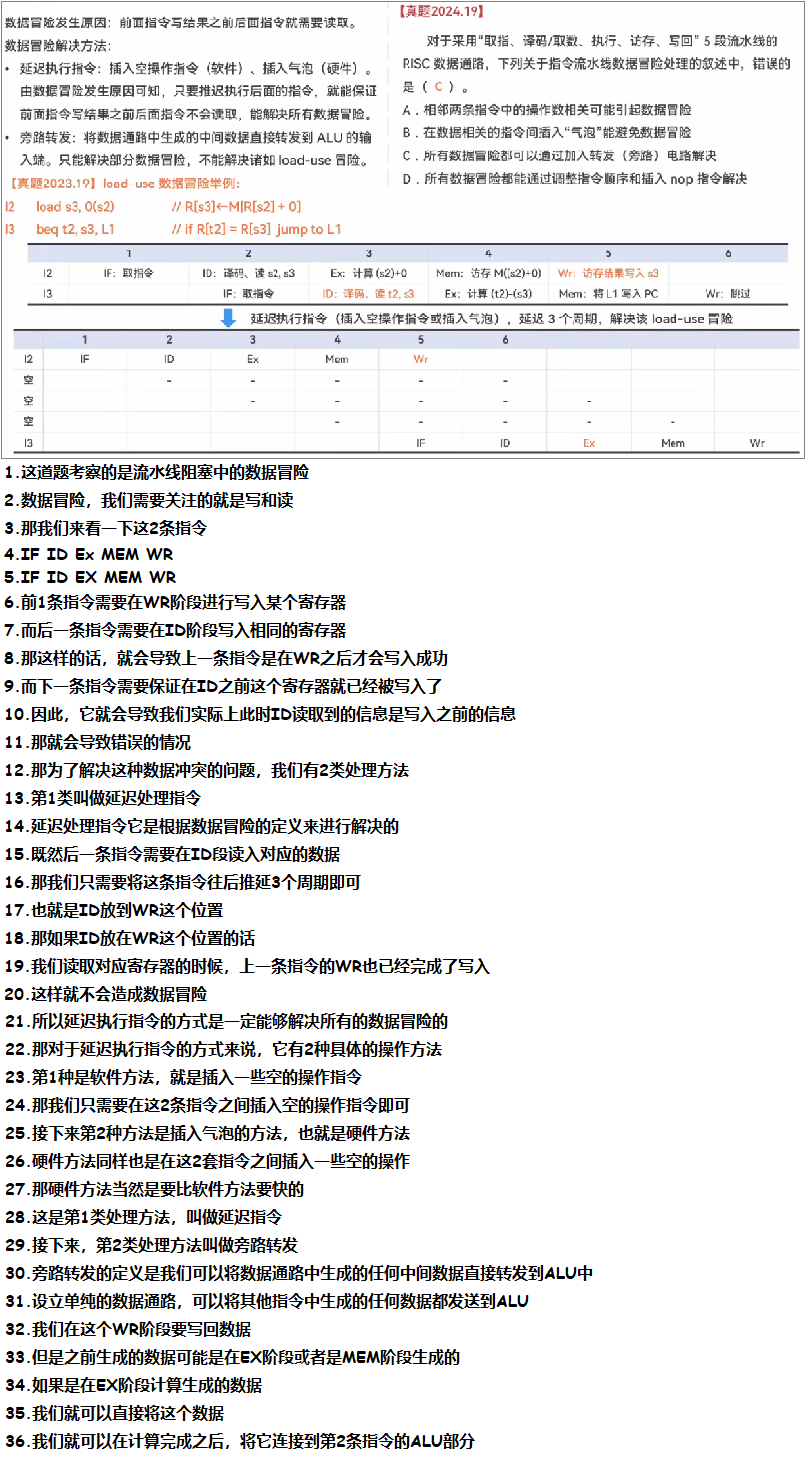 数据冒险发生原因：前面指令写结果之前后面指令就需要读取。
数据冒险解决方法：
• 延迟执行指令：插入空操作指令（软件）、插入气泡（硬件）。
由数据冒险发生原因可知，只要推迟执行后面的指令，就能保证
前面指令写结果之前后面指令不会读取，能解决所有数据冒险。
• 旁路转发：将数据通路中生成的中间数据直接转发到 ALU 的输
入端。只能解决部分数据冒险，不能解决诸如 load-use 冒险。
【真题2024.19】
对于采用“取指、译码/取数、执行、访存、写回” 5 段流水线的
RISC 数据通路，下列关于指令流水线数据冒险处理的叙述中，错误的
是（ C ）。
A．相邻两条指令中的操作数相关可能引起数据冒险
B．在数据相关的指令间插入“气泡”能避免数据冒险
C．所有数据冒险都可以通过加入转发（旁路）电路解决
D．所有数据冒险都能通过调整指令顺序和插入 nop 指令解决
【真题2023.19】load-use 数据冒险举例：
I2 load s3, 0(s2) // R[s3]←M[R[s2] + 0]
I3 beq t2, s3, L1 // if R[t2] = R[s3] jump to L1
1 2 3 4 5 6
I2 IF：取指令 ID：译码、读 s2, s3 Ex：计算 (s2)+0 Mem：访存 M((s2)+0) Wr：访存结果写入 s3
I3 IF：取指令 ID：译码、读 t2, s3 Ex：计算 (t2)-(s3) Mem：将 L1 写入 PC Wr：跳过
延迟执行指令（插入空操作指令或插入气泡），延迟 3 个周期，解决该 load-use 冒险
1 2 3 4 5 6
I2 IF ID Ex Mem Wr
空 - - - - -
空 - - - - -
空 - - - - -
I3 IF ID Ex Mem Wr
1.这道题考察的是流水线阻塞中的数据冒险
2.数据冒险，我们需要关注的就是写和读
3.那我们来看一下这2条指令
4.IF ID Ex MEM WR
5.IF ID EX MEM WR
6.前1条指令需要在WR阶段进行写入某个寄存器
7.而后一条指令需要在ID阶段写入相同的寄存器
8.那这样的话，就会导致上一条指令是在WR之后才会写入成功
9.而下一条指令需要保证在ID之前这个寄存器就已经被写入了
10.因此，它就会导致我们实际上此时ID读取到的信息是写入之前的信息
11.那就会导致错误的情况
12.那为了解决这种数据冲突的问题，我们有2类处理方法
13.第1类叫做延迟处理指令
14.延迟处理指令它是根据数据冒险的定义来进行解决的
15.既然后一条指令需要在ID段读入对应的数据
16.那我们只需要将这条指令往后推延3个周期即可
17.也就是ID放到WR这个位置
18.那如果ID放在WR这个位置的话
19.我们读取对应寄存器的时候，上一条指令的WR也已经完成了写入
20.这样就不会造成数据冒险
21.所以延迟执行指令的方式是一定能够解决所有的数据冒险的
22.那对于延迟执行指令的方式来说，它有2种具体的操作方法
23.第1种是软件方法，就是插入一些空的操作指令
24.那我们只需要在这2条指令之间插入空的操作指令即可
25.接下来第2种方法是插入气泡的方法，也就是硬件方法
26.硬件方法同样也是在这2套指令之间插入一些空的操作
27.那硬件方法当然是要比软件方法要快的
28.这是第1类处理方法，叫做延迟指令
29.接下来，第2类处理方法叫做旁路转发
30.旁路转发的定义是我们可以将数据通路中生成的任何中间数据直接转发到ALU中
31.设立单纯的数据通路，可以将其他指令中生成的任何数据都发送到ALU
32.我们在这个WR阶段要写回数据
33.但是之前生成的数据可能是在EX阶段或者是MEM阶段生成的
34.如果是在EX阶段计算生成的数据
35.我们就可以直接将这个数据
36.我们就可以在计算完成之后，将它连接到第2条指令的ALU部分